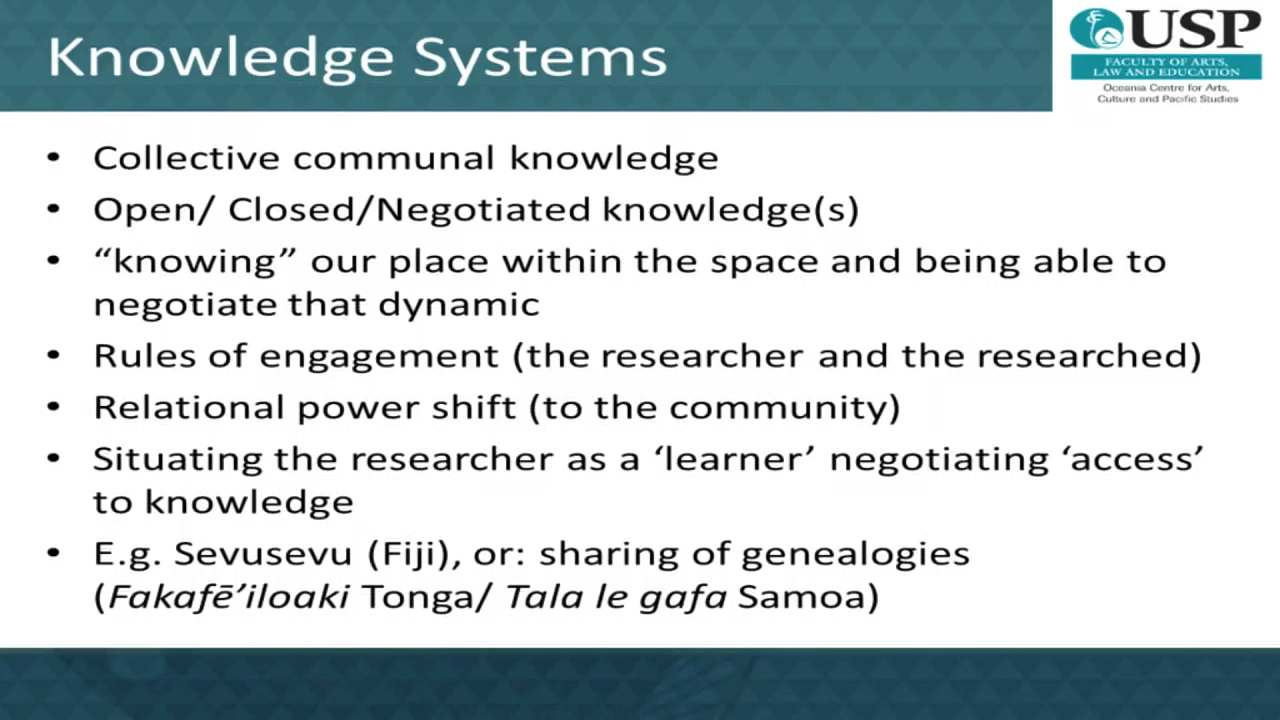 Knowledge Systems
USP
FACULTY OF ARTS,
LAW AND EDUCATION
Oceania Centre for Arts,
Culture and Pacific Studies
• Collective communal knowledge
• Open/ Closed/Negotiated knowledge(s)
• “knowing” our place within the space and being able to
negotiate that dynamic
• Rules of engagement (the researcher and the researched)
• Relational power shift (to the community)
• Situating the researcher as a ‘learner’ negotiating ‘access’
to knowledge
• E.g. Sevusevu (Fiji), or: sharing of genealogies
(Fakafē’iloaki Tonga/ Tala le gafa Samoa)